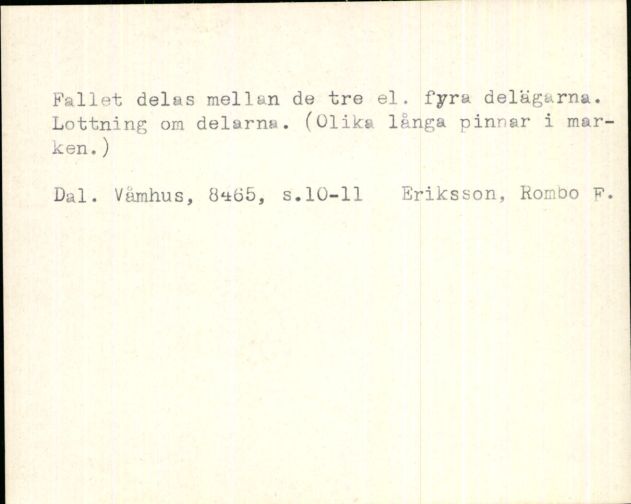 Fallet delas mellan de tre el. fyra delägarna.
Lottning om delarna. (Olika långa pinnar i mar-
ken.)
Dal. Våmhus, 8465, s.10-11 Eriksson, Rombo F.